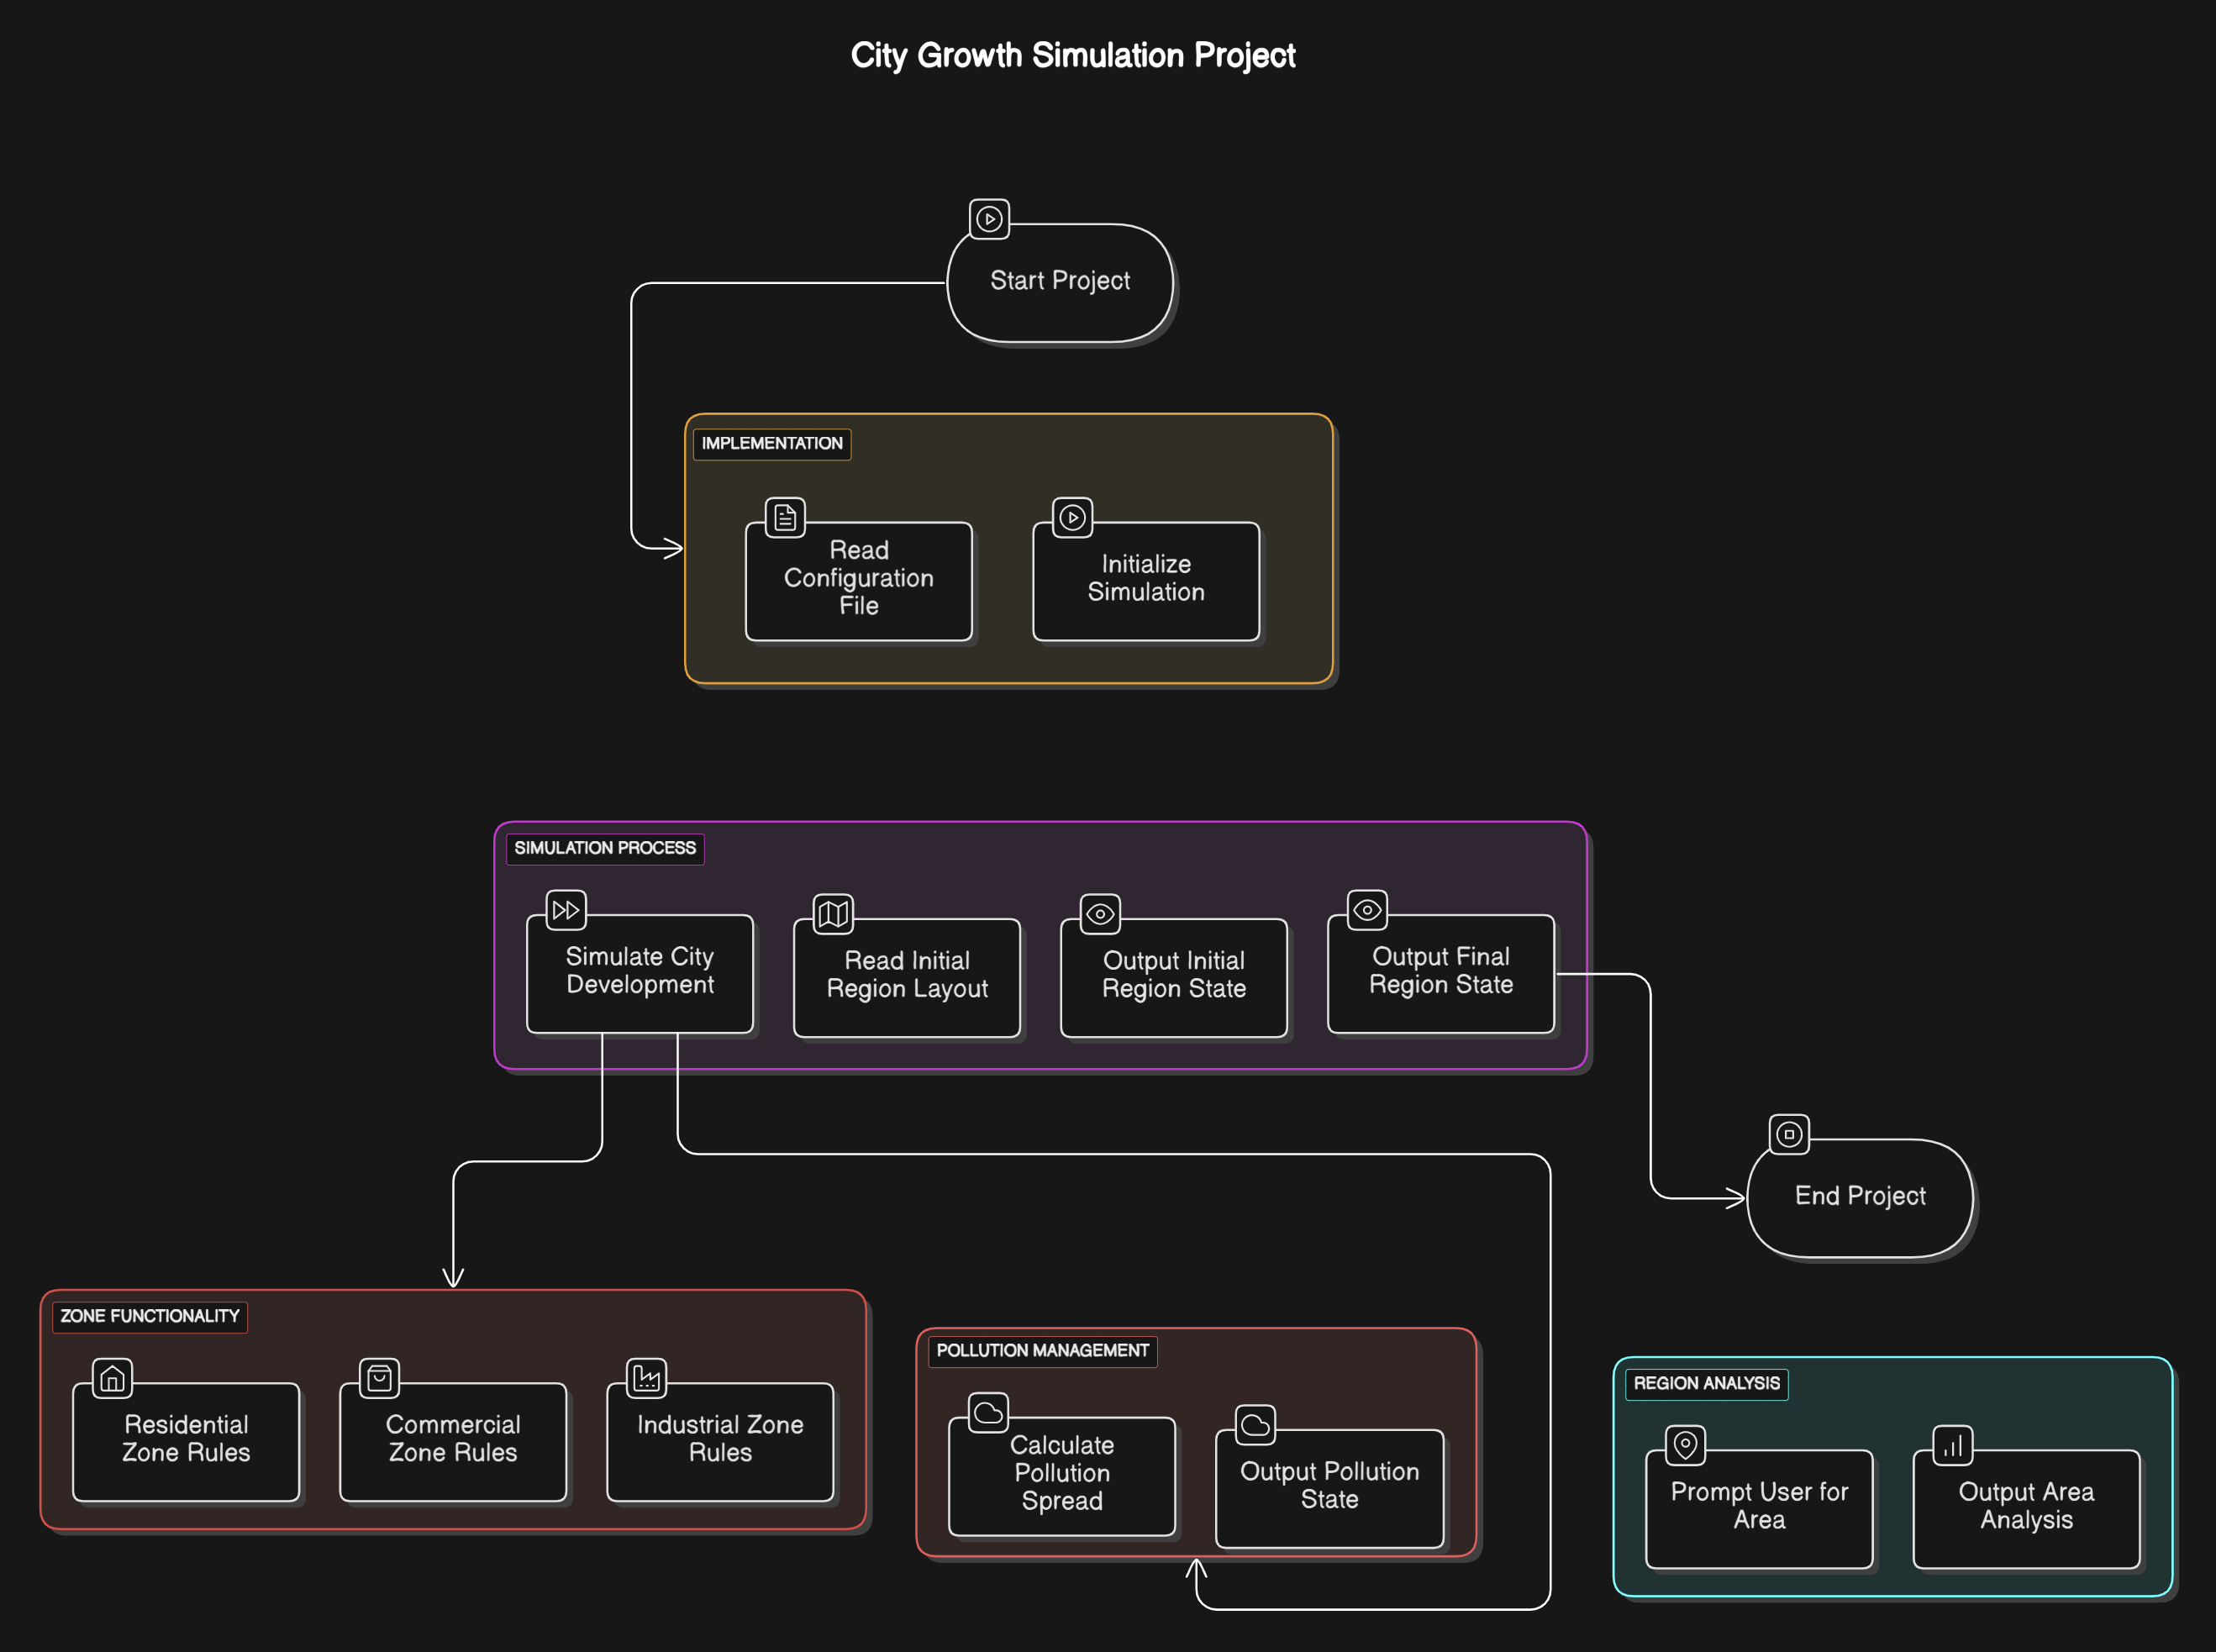 City Growth Simulation Project
Start Project
IMPLEMENTATION
Read
Configuration
File
Initialize
Simulation
SIMULATION PROCESS
Simulate City
Development
Read Initial
Region Layout
Output Initial
Region State
Output Final
Region State
End Project
ZONE FUNCTIONALITY
Residential
Zone Rules
Commercial
Zone Rules
Industrial Zone
Rules
POLLUTION MANAGEMENT
Calculate
Pollution
Spread
Output Pollution
State
REGION ANALYSIS
Prompt User for
Area
Output Area
Analysis